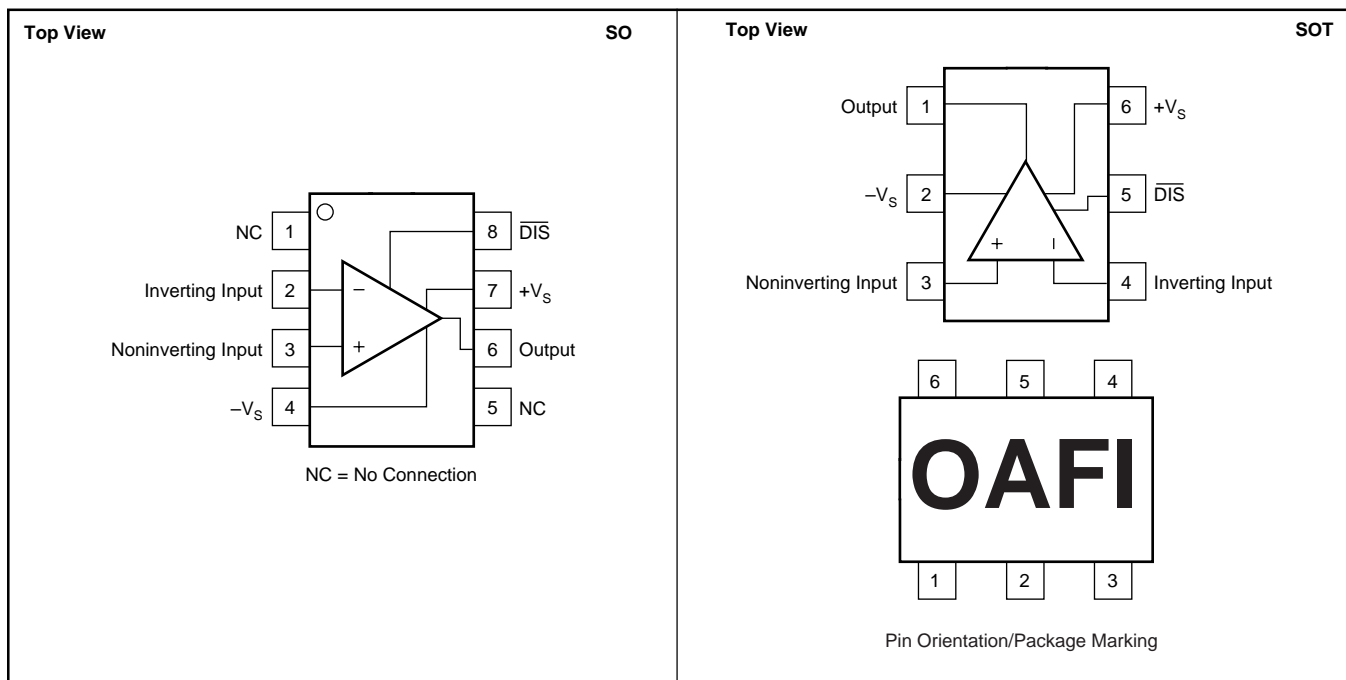 Top View
SO
NC 1
8 D̅I̅S̅
Inverting Input 2
−
7 +VS
Noninverting Input 3
+
6 Output
–VS 4
5 NC
NC = No Connection
Top View
SOT
Output 1
6 +VS
–VS 2
5 D̅I̅S̅
+ −
Noninverting Input 3
4 Inverting Input
6 5 4
OAFI
1 2 3
Pin Orientation/Package Marking